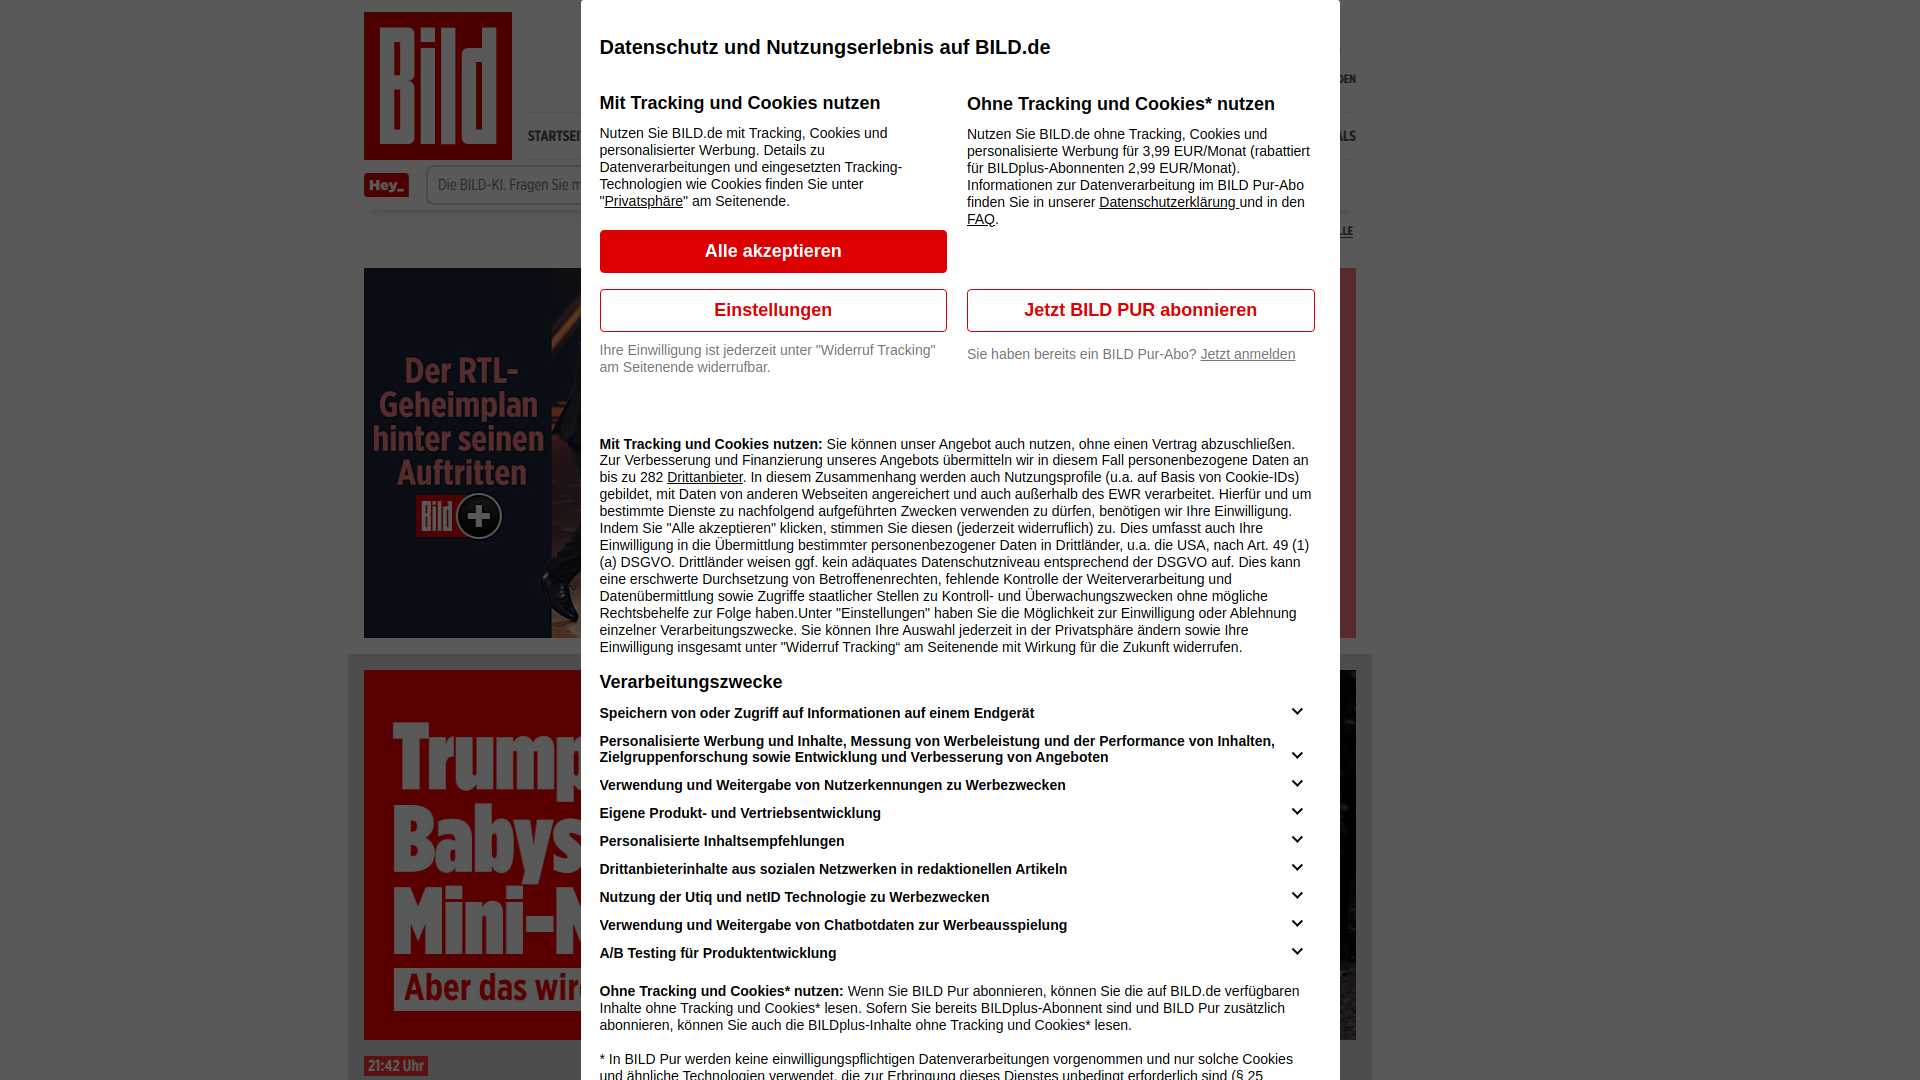 Bild
STARTSEI
Hey_
Die BILD-KI. Fragen Sie m
Der RTL-
Geheimplan
hinter seinen
Auftritten
Bild +
Trump
Babys
Mini-
Aber das wir
21:42 Uhr
Datenschutz und Nutzungserlebnis auf BILD.de
Mit Tracking und Cookies nutzen
Nutzen Sie BILD.de mit Tracking, Cookies und
personalisierter Werbung. Details zu
Datenverarbeitungen und eingesetzten Tracking-
Technologien wie Cookies finden Sie unter
"Privatsphäre" am Seitenende.
Alle akzeptieren
Einstellungen
Ihre Einwilligung ist jederzeit unter "Widerruf Tracking"
am Seitenende widerrufbar.
Ohne Tracking und Cookies* nutzen
Nutzen Sie BILD.de ohne Tracking, Cookies und
personalisierte Werbung für 3,99 EUR/Monat (rabattiert
für BILDplus-Abonnenten 2,99 EUR/Monat).
Informationen zur Datenverarbeitung im BILD Pur-Abo
finden Sie in unserer Datenschutzerklärung und in den
FAQ.
Jetzt BILD PUR abonnieren
Sie haben bereits ein BILD Pur-Abo? Jetzt anmelden
Mit Tracking und Cookies nutzen: Sie können unser Angebot auch nutzen, ohne einen Vertrag abzuschließen.
Zur Verbesserung und Finanzierung unseres Angebots übermitteln wir in diesem Fall personenbezogene Daten an
bis zu 282 Drittanbieter. In diesem Zusammenhang werden auch Nutzungsprofile (u.a. auf Basis von Cookie-IDs)
gebildet, mit Daten von anderen Webseiten angereichert und auch außerhalb des EWR verarbeitet. Hierfür und um
bestimmte Dienste zu nachfolgend aufgeführten Zwecken verwenden zu dürfen, benötigen wir Ihre Einwilligung.
Indem Sie "Alle akzeptieren" klicken, stimmen Sie diesen (jederzeit widerruflich) zu. Dies umfasst auch Ihre
Einwilligung in die Übermittlung bestimmter personenbezogener Daten in Drittländer, u.a. die USA, nach Art. 49 (1)
(a) DSGVO. Drittländer weisen ggf. kein adäquates Datenschutzniveau entsprechend der DSGVO auf. Dies kann
eine erschwerte Durchsetzung von Betroffenenrechten, fehlende Kontrolle der Weiterverarbeitung und
Datenübermittlung sowie Zugriffe staatlicher Stellen zu Kontroll- und Überwachungszwecken ohne mögliche
Rechtsbehelfe zur Folge haben.Unter "Einstellungen" haben Sie die Möglichkeit zur Einwilligung oder Ablehnung
einzelner Verarbeitungszwecke. Sie können Ihre Auswahl jederzeit in der Privatsphäre ändern sowie Ihre
Einwilligung insgesamt unter "Widerruf Tracking“ am Seitenende mit Wirkung für die Zukunft widerrufen.
Verarbeitungszwecke
Speichern von oder Zugriff auf Informationen auf einem Endgerät
Personalisierte Werbung und Inhalte, Messung von Werbeleistung und der Performance von Inhalten,
Zielgruppenforschung sowie Entwicklung und Verbesserung von Angeboten
Verwendung und Weitergabe von Nutzerkennungen zu Werbezwecken
Eigene Produkt- und Vertriebsentwicklung
Personalisierte Inhaltsempfehlungen
Drittanbieterinhalte aus sozialen Netzwerken in redaktionellen Artikeln
Nutzung der Utiq und netID Technologie zu Werbezwecken
Verwendung und Weitergabe von Chatbotdaten zur Werbeausspielung
A/B Testing für Produktentwicklung
Ohne Tracking und Cookies* nutzen: Wenn Sie BILD Pur abonnieren, können Sie die auf BILD.de verfügbaren
Inhalte ohne Tracking und Cookies* lesen. Sofern Sie bereits BILDplus-Abonnent sind und BILD Pur zusätzlich
abonnieren, können Sie auch die BILDplus-Inhalte ohne Tracking und Cookies* lesen.
* In BILD Pur werden keine einwilligungspflichtigen Datenverarbeitungen vorgenommen und nur solche Cookies
und ähnliche Technologien verwendet, die zur Erbringung dieses Dienstes unbedingt erforderlich sind (§ 25